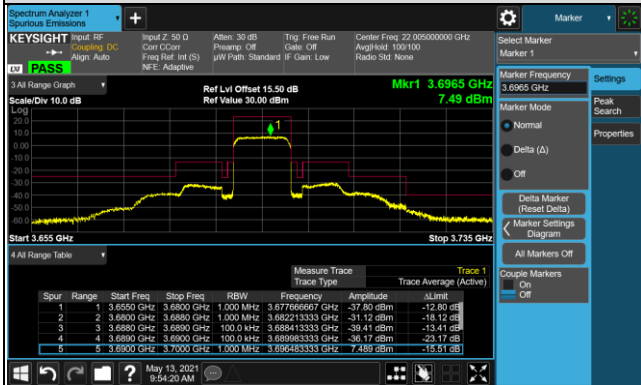 Spectrum Analyzer 1
Spurious Emissions
Marker
KEYSIGHT Input: RF Input Z: 50 Ω Atten: 30 dB Trig: Free Run Center Freq: 22.005000000 GHz
Coupling: DC Corr CCorr Preamp: Off Gate: Off Avg|Hold: 100/100
Align: Auto Freq Ref: Int (S) µW Path: Standard IF Gain: Low Radio Std: None
NFE: Adaptive
LXI PASS
Select Marker
Marker 1
3 All Range Graph
Ref Lvl Offset 15.50 dB Mkr1 3.6965 GHz
Scale/Div 10.0 dB Ref Value 30.00 dBm 7.49 dBm
Log
20.0
10.0
0.00
-10.0
-20.0
-30.0
-40.0
-50.0
-60.0
1
Start 3.655 GHz Stop 3.735 GHz
4 All Range Table
Measure Trace Trace 1
Trace Type Trace Average (Active)
Spur Range Start Freq Stop Freq RBW Frequency Amplitude ΔLimit
1 1 3.6550 GHz 3.6800 GHz 1.000 MHz 3.677666667 GHz -37.80 dBm -12.80 dB
2 2 3.6800 GHz 3.6880 GHz 1.000 MHz 3.682213333 GHz -31.12 dBm -18.12 dB
3 3 3.6880 GHz 3.6890 GHz 100.0 kHz 3.688413333 GHz -39.41 dBm -13.41 dB
4 4 3.6890 GHz 3.6900 GHz 100.0 kHz 3.689983333 GHz -36.17 dBm -23.17 dB
5 5 3.6900 GHz 3.7000 GHz 1.000 MHz 3.696483333 GHz 7.489 dBm -15.51 dB
Marker Frequency
3.6965 GHz
Marker Mode
Normal
Delta (Δ)
Off
Delta Marker
(Reset Delta)
Marker Settings
Diagram
All Markers Off
Couple Markers
On
Off
Settings
Peak
Search
Properties
?
May 13, 2021
9:54:20 AM